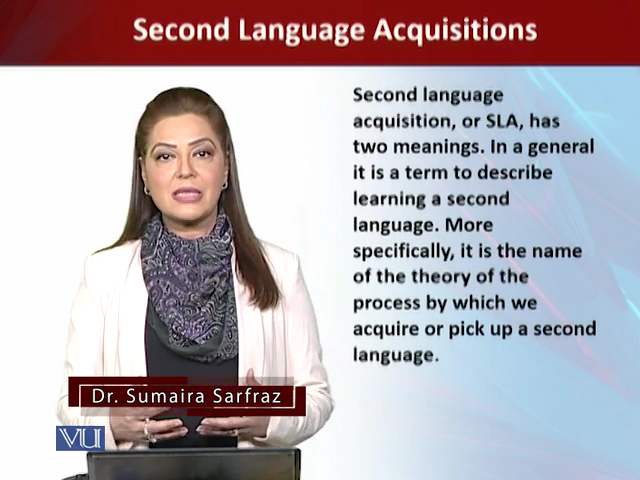 Second Language Acquisitions
Second language
acquisition, or SLA, has
two meanings. In a general
it is a term to describe
learning a second
language. More
specifically, it is the name
of the theory of the
process by which we
acquire or pick up a second
language.
Dr. Sumaira Sarfraz
VU